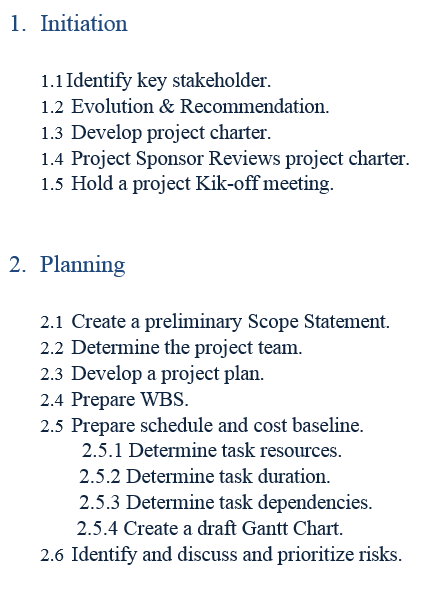 1. Initiation
1.1 Identify key stakeholder.
1.2 Evolution & Recommendation.
1.3 Develop project charter.
1.4 Project Sponsor Reviews project charter.
1.5 Hold a project Kik-off meeting.
2. Planning
2.1 Create a preliminary Scope Statement.
2.2 Determine the project team.
2.3 Develop a project plan.
2.4 Prepare WBS.
2.5 Prepare schedule and cost baseline.
2.5.1 Determine task resources.
2.5.2 Determine task duration.
2.5.3 Determine task dependencies.
2.5.4 Create a draft Gantt Chart.
2.6 Identify and discuss and prioritize risks.